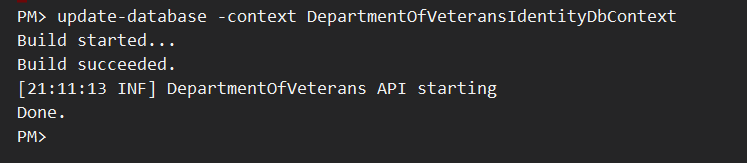 PM> update-database -context DepartmentOfVeteransIdentityDbContext
Build started...
Build succeeded.
[21:11:13 INF] DepartmentOfVeterans API starting
Done.
PM>